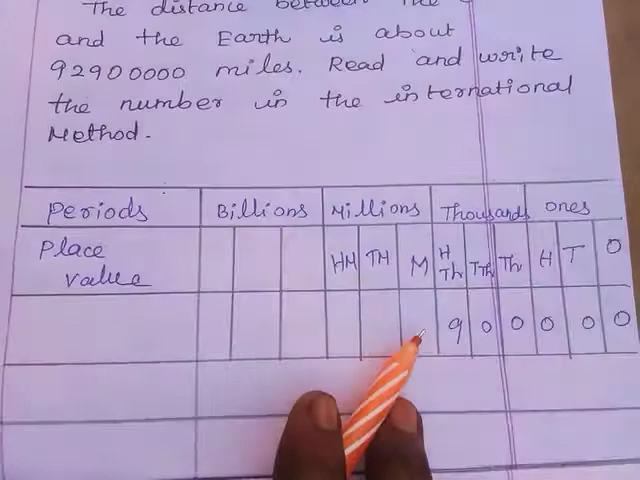 The distance between the
and the Earth is about
92900000 miles. Read and write
the number in the international
Method.
Periods Billions Millions Thousands Ones
Place value HM TM M H Th TTh Th H T O
9 0 0 0 0 0